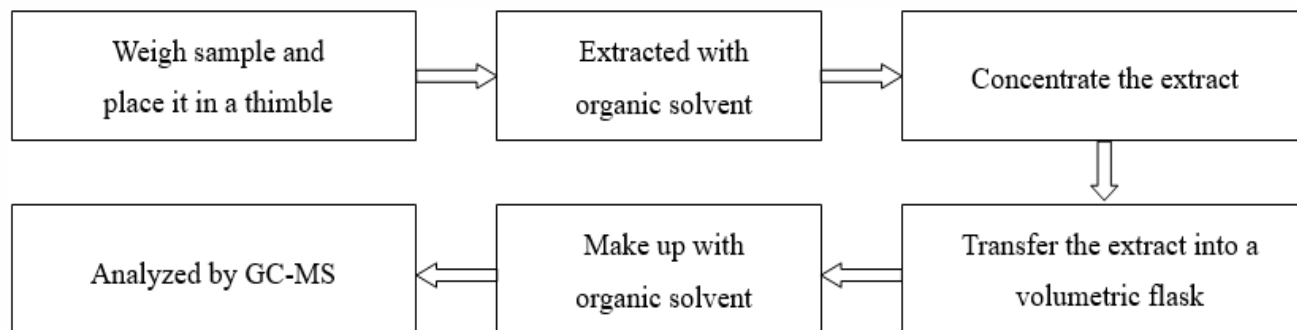 Weigh sample and
place it in a thimble
Extracted with
organic solvent
Concentrate the extract
Transfer the extract into a
volumetric flask
Make up with
organic solvent
Analyzed by GC-MS